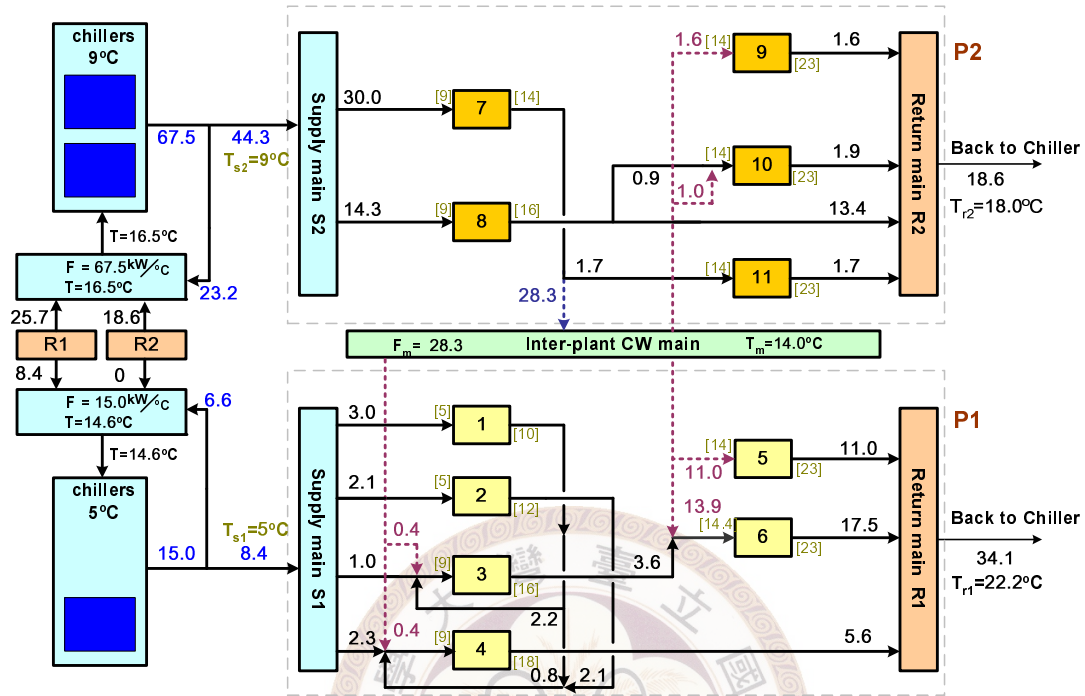 chillers
9°C
67.5
44.3
Ts2=9°C
Supply main S2
30.0
[9]
7
[14]
14.3
[9]
8
[16]
1.6
[14]
9
[23]
1.6
P2
0.9
[14]
10
[23]
1.9
1.0
13.4
1.7
[14]
11
[23]
1.7
Return main R2
Back to Chiller
18.6
Tr2=18.0°C
T=16.5°C
F = 67.5kW/°C
T=16.5°C
23.2
25.7
18.6
R1
R2
8.4
0
28.3
Fm = 28.3
Inter-plant CW main
Tm=14.0°C
F = 15.0kW/°C
T=14.6°C
6.6
T=14.6°C
chillers
5°C
15.0
Ts1=5°C
8.4
Supply main S1
3.0
[5]
1
[10]
2.1
[5]
2
[12]
0.4
1.0
[9]
3
[16]
3.6
2.2
2.3
0.4
[9]
4
[18]
0.8
2.1
5.6
[14]
11.0
5
[23]
11.0
13.9
[14.4]
6
[23]
17.5
P1
Return main R1
Back to Chiller
34.1
Tr1=22.2°C
臺
灣
大
立
國
學